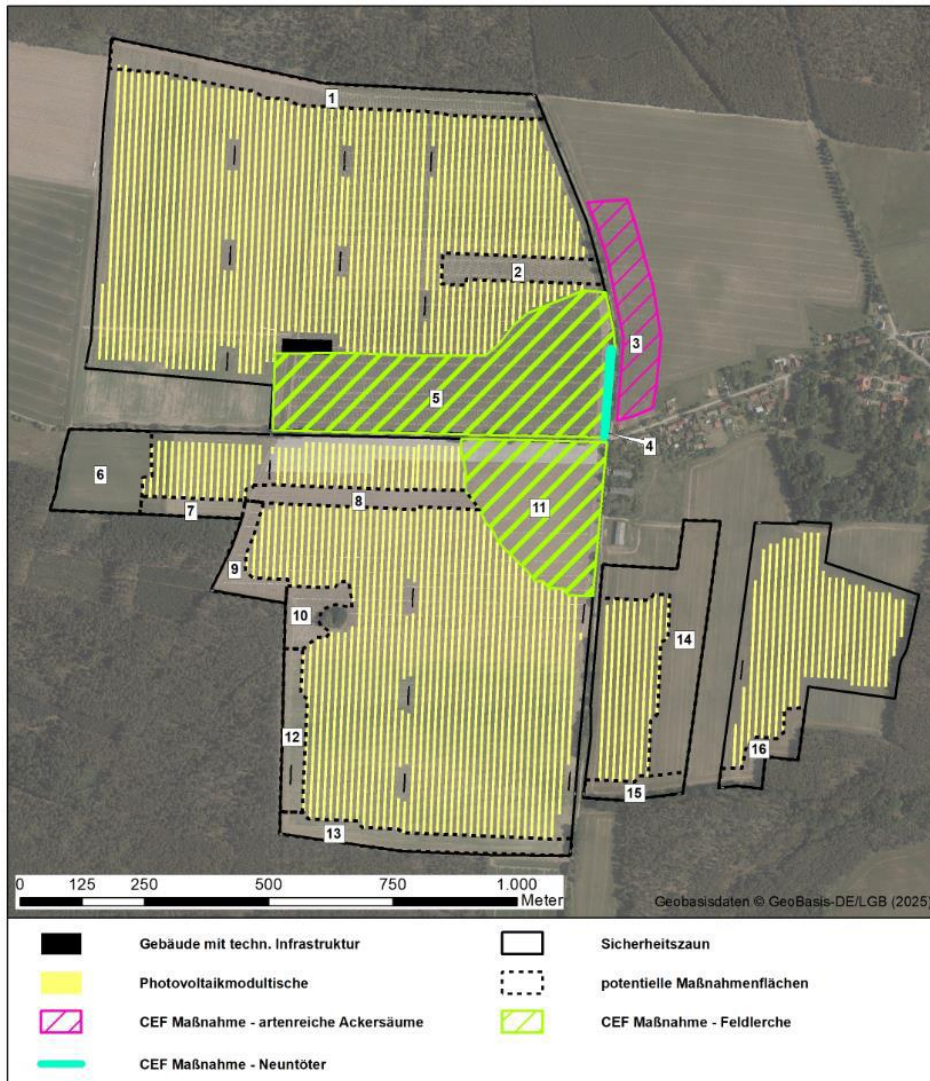 1
2
3
4
5
6
7
8
9
10
11
12
13
14
15
16
0 125 250 500 750 1.000
Meter
Geobasisdaten © GeoBasis-DE/LGB (2025)
Gebäude mit techn. Infrastruktur
Sicherheitszaun
Photovoltaikmodultische
potentielle Maßnahmenflächen
CEF Maßnahme - artenreiche Ackersäume
CEF Maßnahme - Feldlerche
CEF Maßnahme - Neuntöter